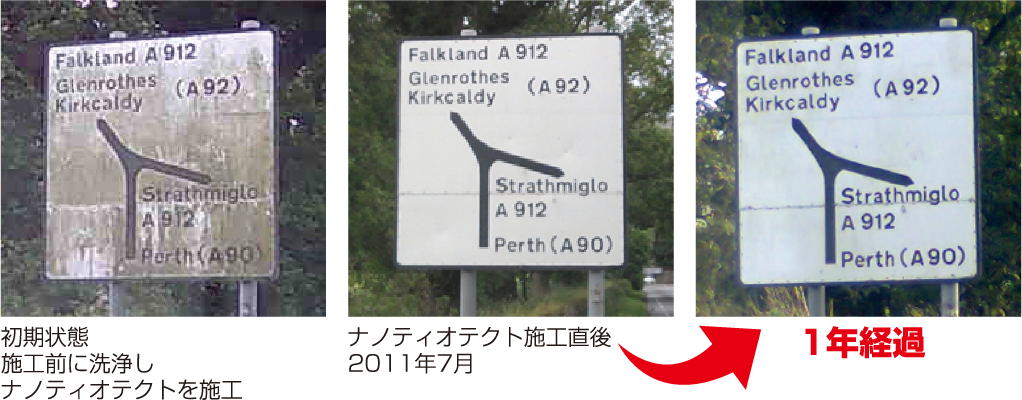 Falkland A 912
Glenrothes
Kirkcaldy
(A 92)
Strathmiglo
A 912
Perth (A 90)
Falkland A 912
Glenrothes
Kirkcaldy
(A 92)
Strathmiglo
A 912
Perth (A 90)
Falkland A 912
Glenrothes
Kirkcaldy
(A 92)
Strathmiglo
A 912
Perth (A 90)
初期状態
施工前に洗浄し
ナノティオテクトを施工
ナノティオテクト施工直後
2011年7月
1年経過